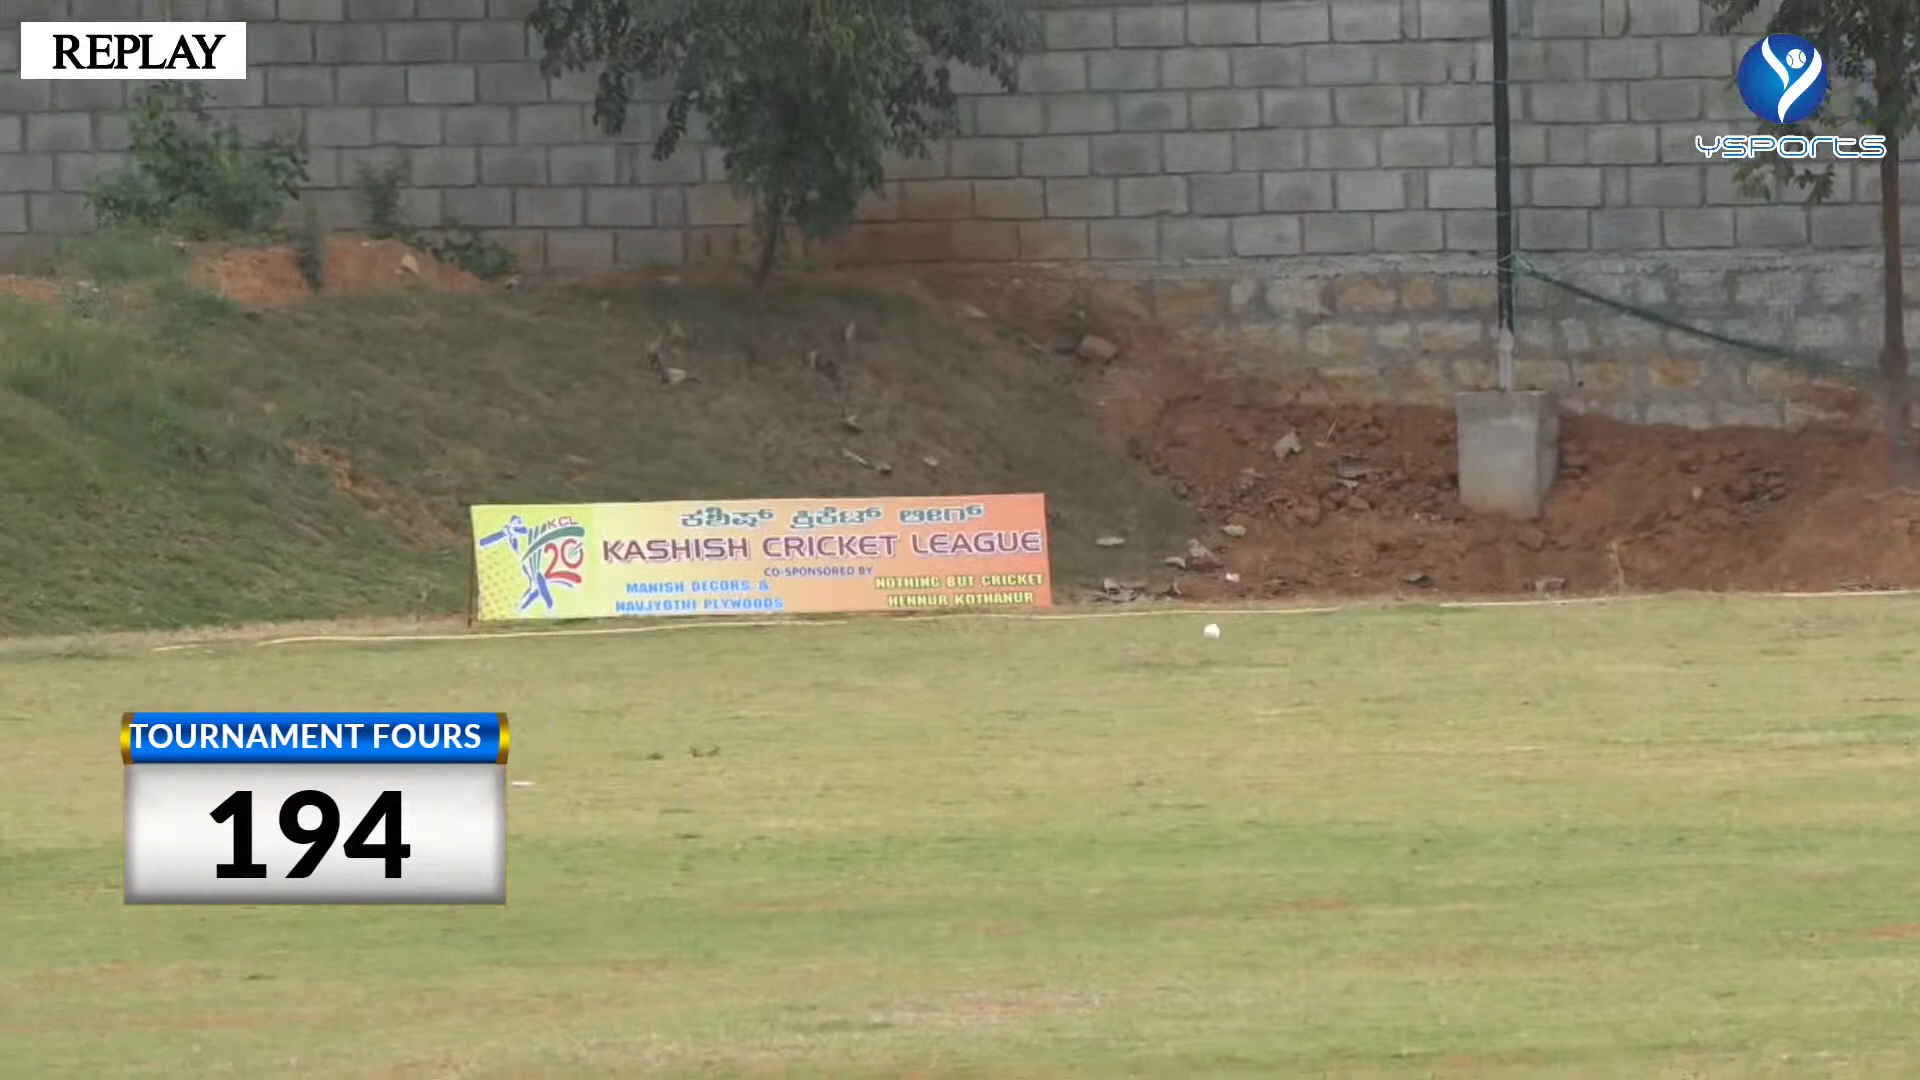 REPLAY
YSPORTS
KCL
20
ಕಶಿಷ್ ಕ್ರಿಕೆಟ್ ಲೀಗ್
KASHISH CRICKET LEAGUE
CO-SPONSORED BY
MANISH DECORS &
NAVJYOTHI PLYWOODS
NOTHING BUT CRICKET
HENNUR KOTHANUR
TOURNAMENT FOURS
194